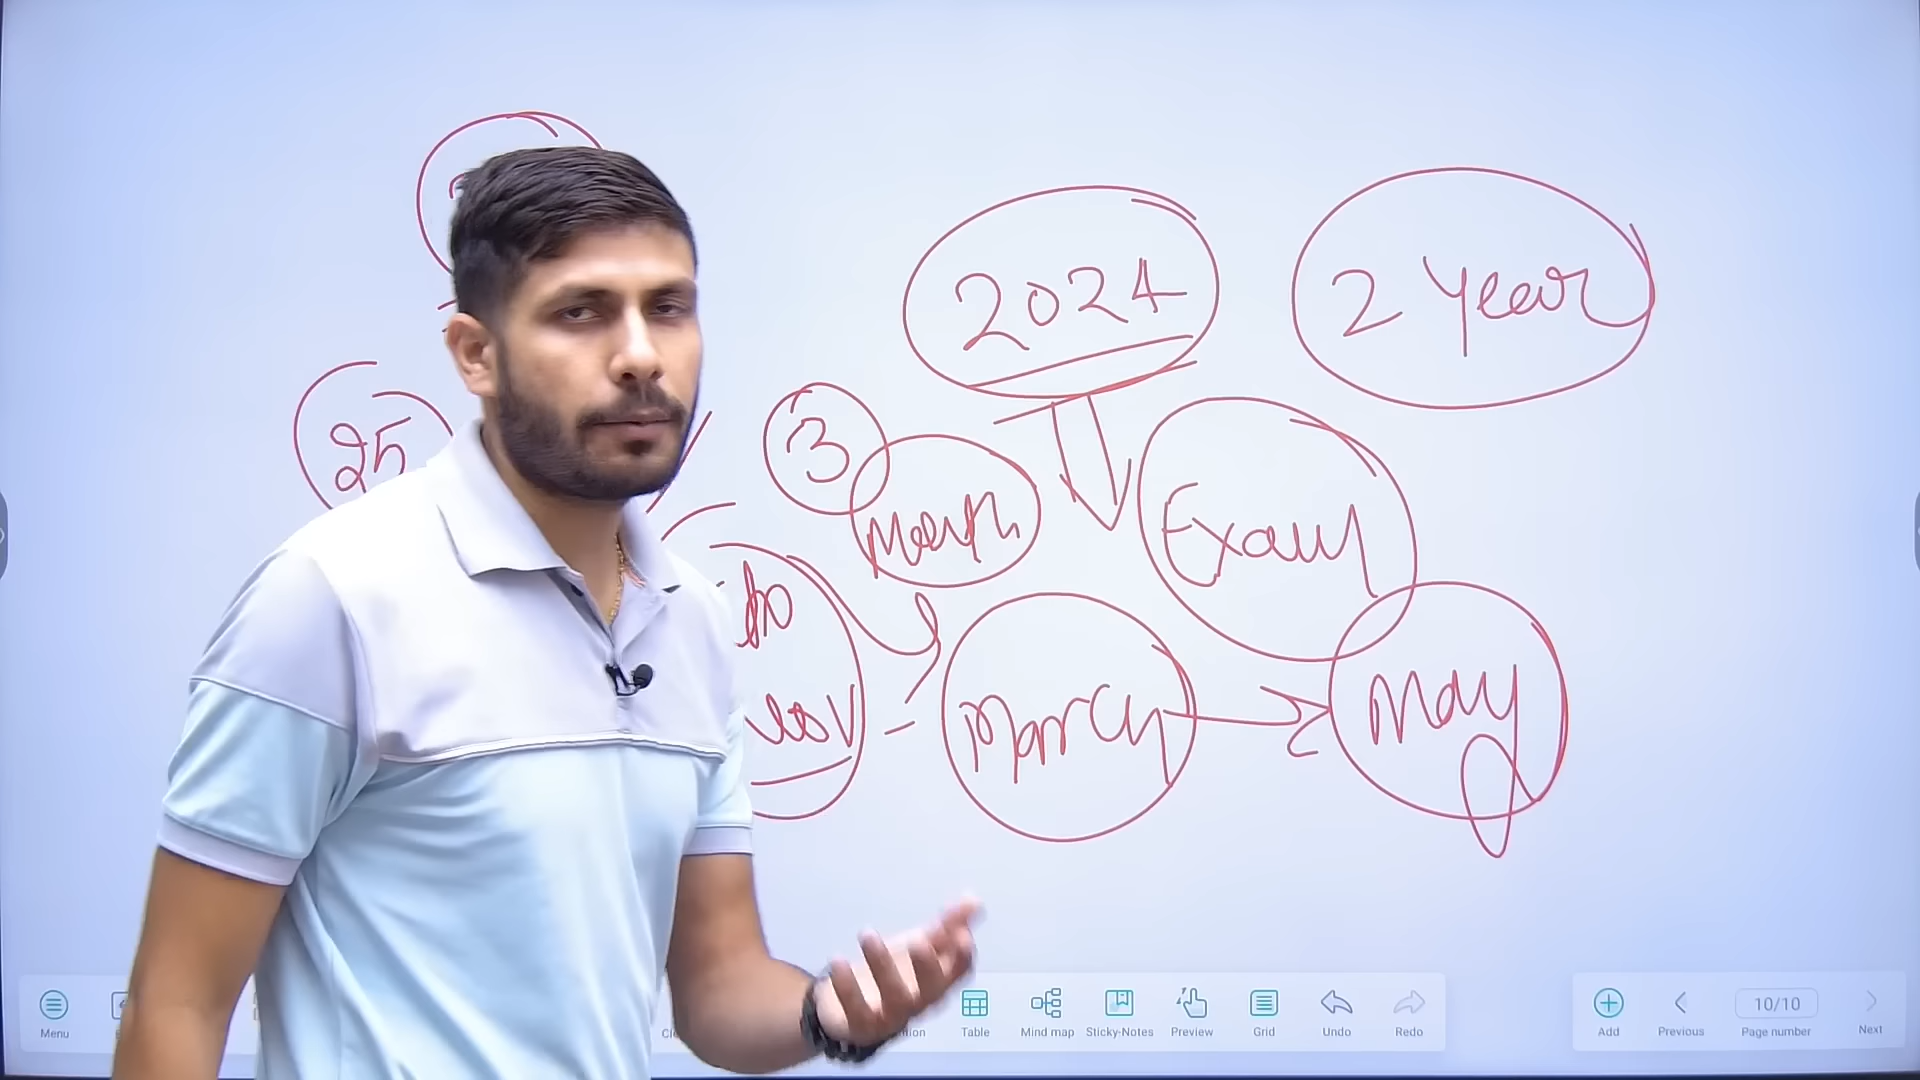 2024
2 Year
25
3
Month
Exam
March
May
Menu
Table
Mind map
Sticky-Notes
Preview
Grid
Undo
Redo
Add
Previous
10/10
Page number
Next